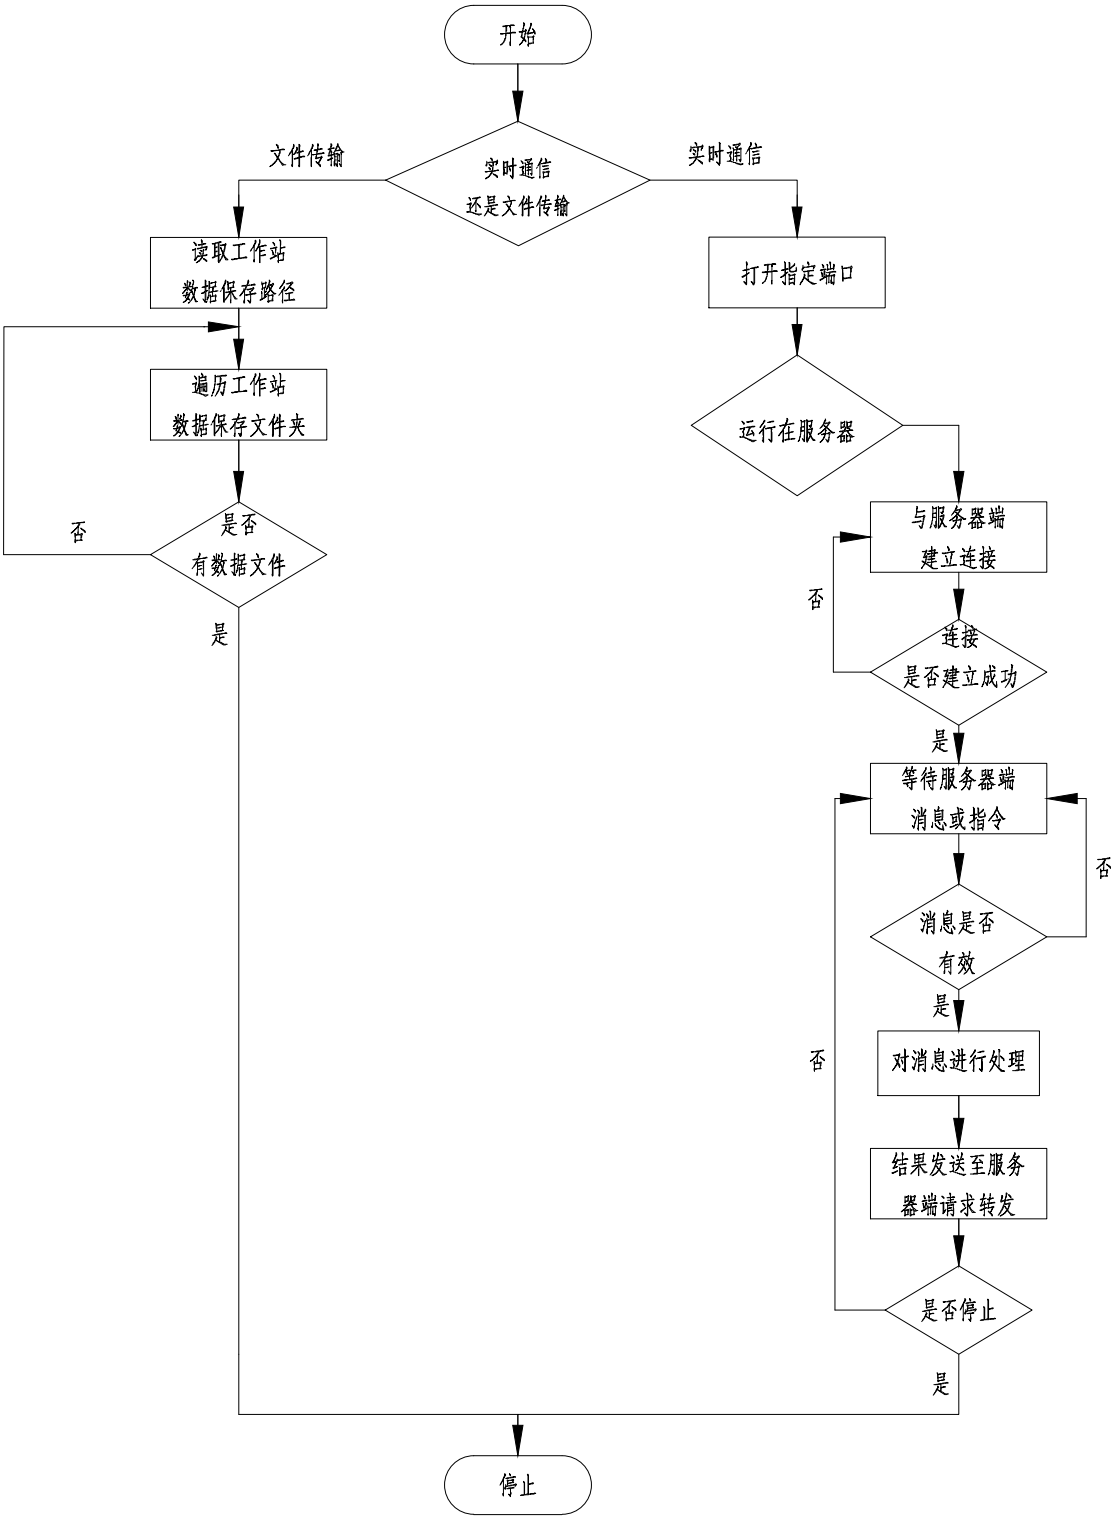 开始
实时通信
还是文件传输
文件传输
实时通信
读取工作站
数据保存路径
打开指定端口
遍历工作站
数据保存文件夹
运行在服务器
是否
有数据文件
否
是
与服务器端
建立连接
否
连接
是否建立成功
是
等待服务器端
消息或指令
否
消息是否
有效
是
对消息进行处理
否
结果发送至服务
器端请求转发
是否停止
是
停止